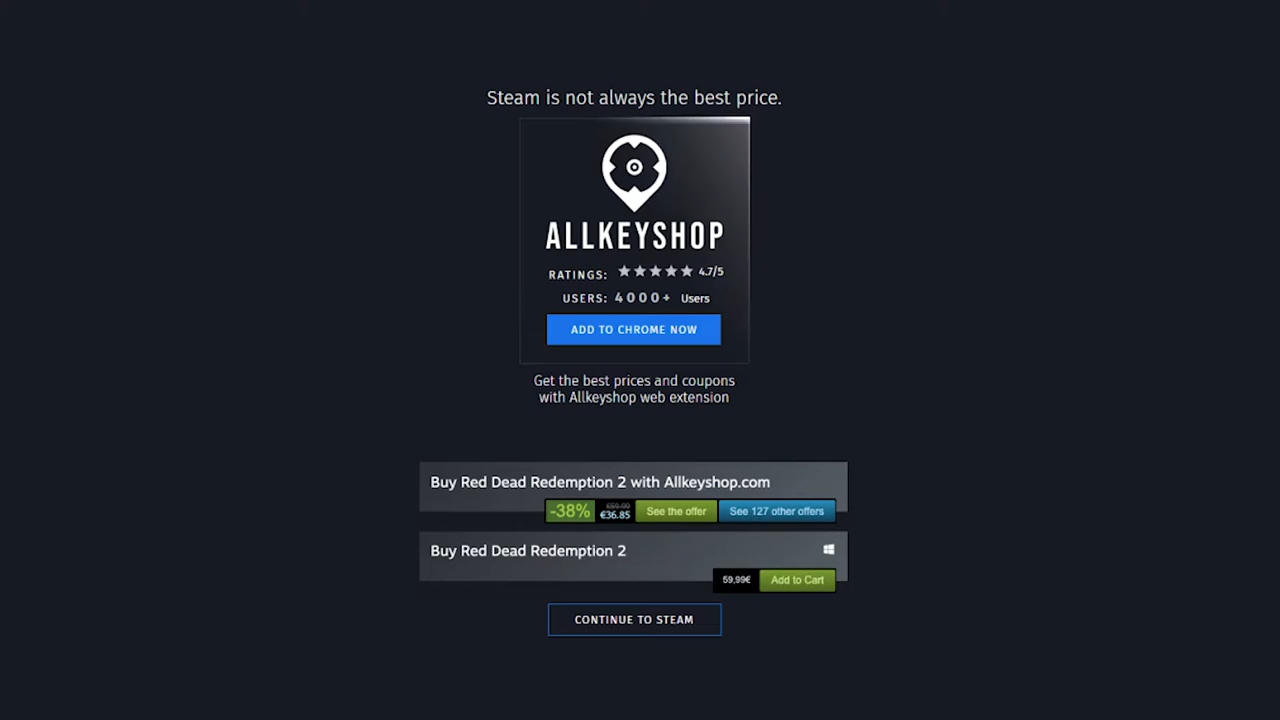 Steam is not always the best price.
ALLKEYSHOP
RATINGS: 4.7/5
USERS: 4000+ Users
ADD TO CHROME NOW
Get the best prices and coupons
with Allkeyshop web extension
Buy Red Dead Redemption 2 with Allkeyshop.com
-38% €59.99 €36.85 See the offer See 127 other offers
Buy Red Dead Redemption 2
59,99€ Add to Cart
CONTINUE TO STEAM